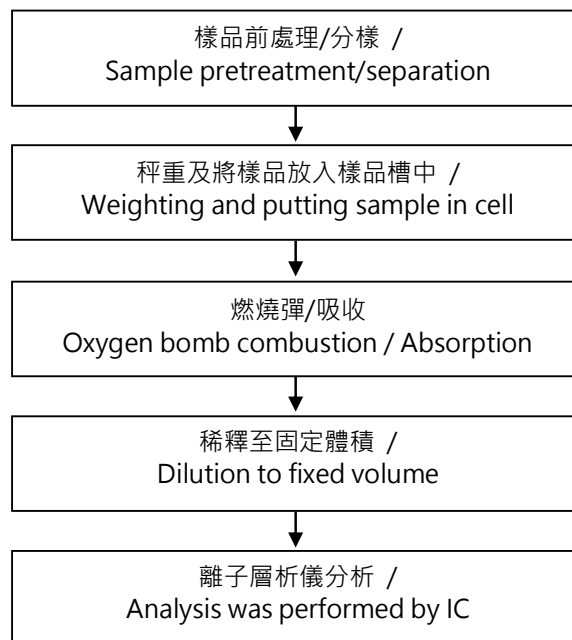 樣品前處理/分樣 /
Sample pretreatment/separation
秤重及將樣品放入樣品槽中 /
Weighting and putting sample in cell
燃燒彈/吸收
Oxygen bomb combustion / Absorption
稀釋至固定體積 /
Dilution to fixed volume
離子層析儀分析 /
Analysis was performed by IC